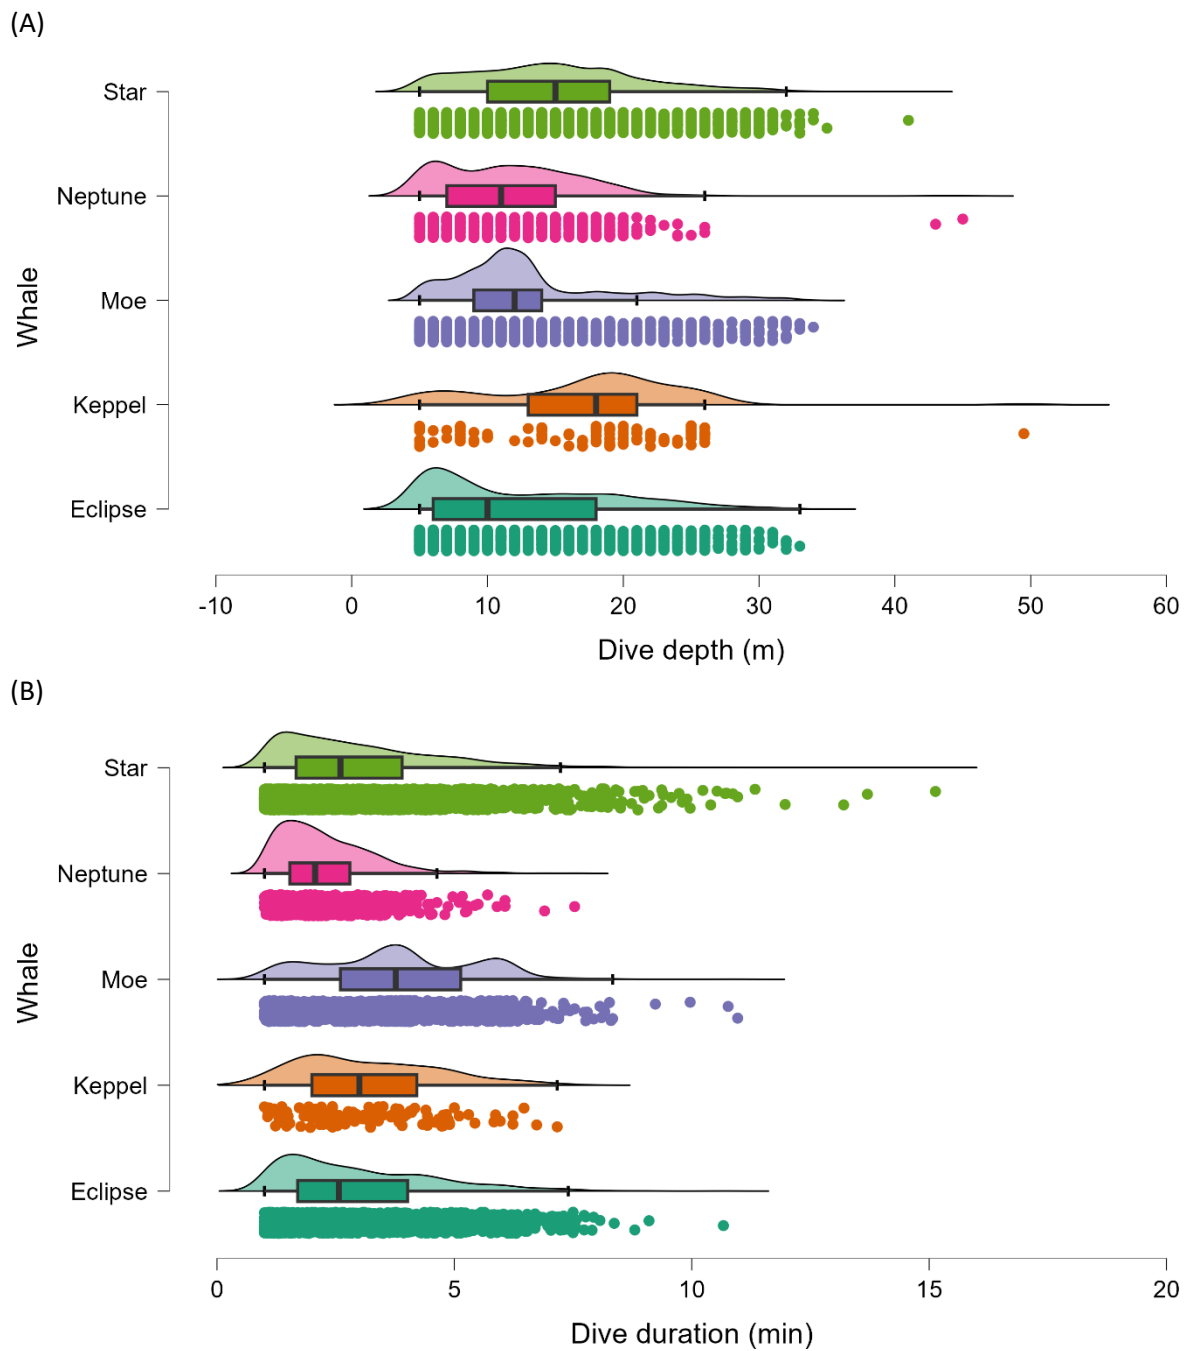 (A)
Star
Neptune
Moe
Keppel
Eclipse
Whale
-10 0 10 20 30 40 50 60
Dive depth (m)
(B)
Star
Neptune
Moe
Keppel
Eclipse
Whale
0 5 10 15 20
Dive duration (min)